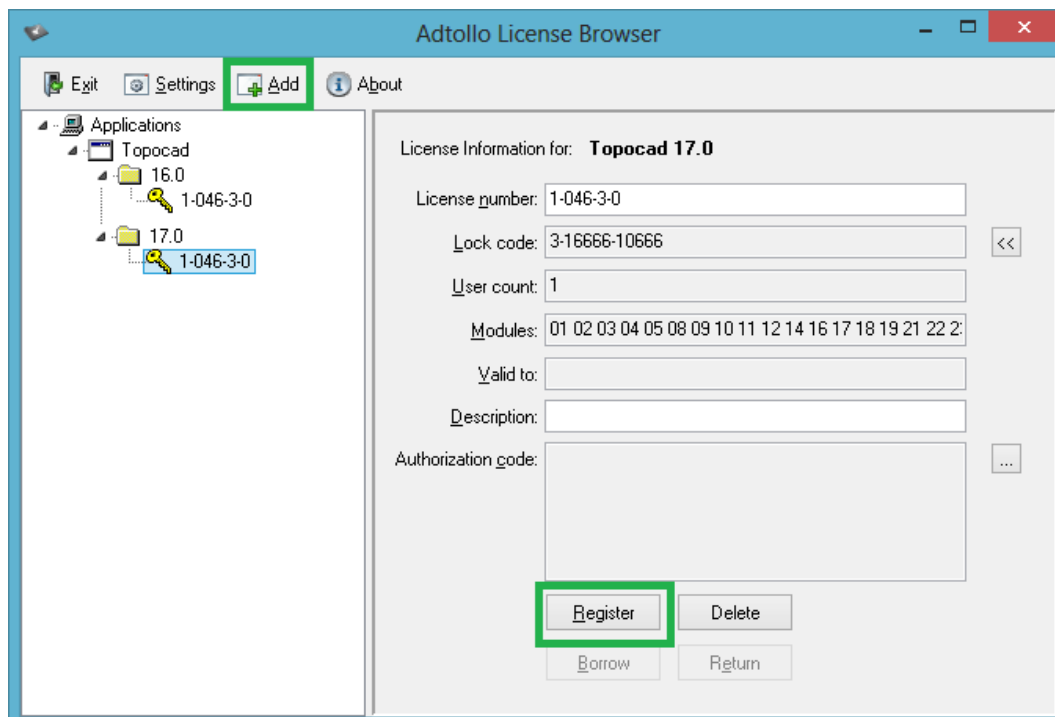 Adtollo License Browser
Exit Settings Add About
Applications
Topocad
16.0
1-046-3-0
17.0
1-046-3-0
License Information for: Topocad 17.0
License number: 1-046-3-0
Lock code: 3-16666-10666 <<
User count: 1
Modules: 01 02 03 04 05 08 09 10 11 12 14 16 17 18 19 21 22 2
Valid to:
Description:
Authorization code: ...
Register Delete
Borrow Return